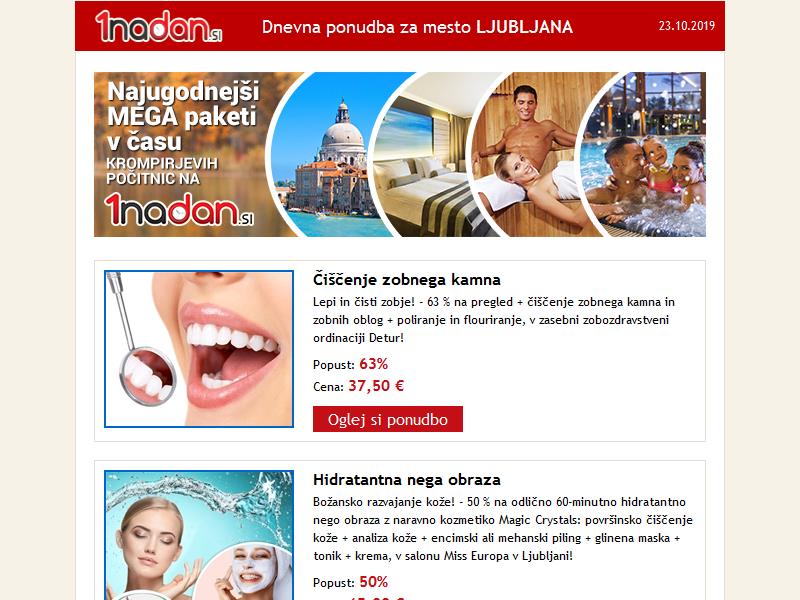 1nadan.si
Dnevna ponudba za mesto LJUBLJANA
23.10.2019
Najugodnejši
MEGA paketi
v času
KROMPIRJEVIH
POČITNIC NA
1nadan.si
Čiščenje zobnega kamna
Lepi in čisti zobje! - 63 % na pregled + čiščenje zobnega kamna in
zobnih oblog + poliranje in flouriranje, v zasebni zobozdravstveni
ordinaciji Detur!
Popust: 63%
Cena: 37,50 €
Oglej si ponudbo
Hidratantna nega obraza
Božansko razvajanje kože! - 50 % na odlično 60-minutno hidratantno
nego obraza z naravno kozmetiko Magic Crystals: površinsko čiščenje
kože + analiza kože + encimski ali mehanski piling + glinena maska +
tonik + krema, v salonu Miss Europa v Ljubljani!
Popust: 50%